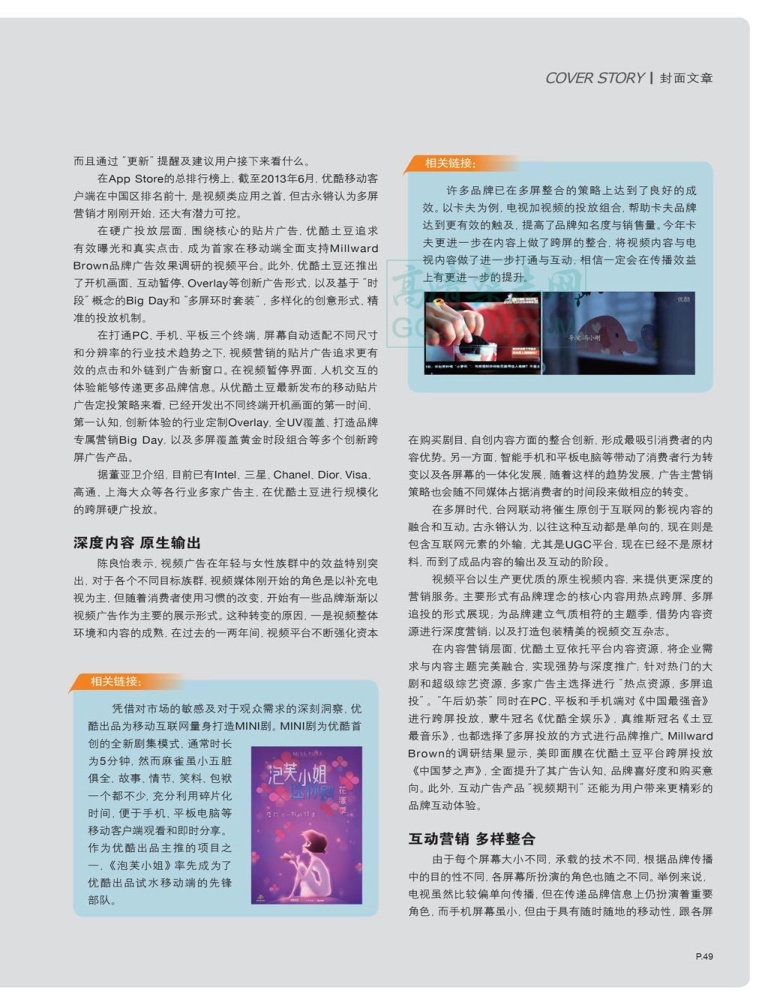 COVER STORY | 封面文章
而且通过“更新”提醒及建议用户接下来看什么。
在App Store的总排行榜上，截至2013年6月，优酷移动客
户端在中国区排名前十，是视频类应用之首，但古永锵认为多屏
营销才刚刚开始，还大有潜力可挖。
在硬广投放层面，围绕核心的贴片广告，优酷土豆追求
有效曝光和真实点击，成为首家在移动端全面支持Millward
Brown品牌广告效果调研的视频平台。此外，优酷土豆还推出
了开机画面、互动暂停、Overlay等创新广告形式，以及基于“时
段”概念的Big Day和“多屏环时套装”，多样化的创意形式、精
准的投放机制。
在打通PC、手机、平板三个终端，屏幕自动适配不同尺寸
和分辨率的行业技术趋势之下，视频营销的贴片广告追求更有
效的点击和外链到广告新窗口。在视频暂停界面，人机交互的
体验能够传递更多品牌信息。从优酷土豆最新发布的移动贴片
广告定投策略来看，已经开发出不同终端开机画面的第一时间，
第一认知，创新体验的行业定制Overlay，全UV覆盖、打造品牌
专属营销Big Day，以及多屏覆盖黄金时段组合等多个创新跨
屏广告产品。
据董亚卫介绍，目前已有Intel、三星、Chanel、Dior、Visa、
高通、上海大众等各行业多家广告主，在优酷土豆进行规模化
的跨屏硬广投放。
深度内容 原生输出
陈良怡表示，视频广告在年轻与女性族群中的效益特别突
出，对于各个不同目标族群，视频媒体刚开始的角色是以补充电
视为主，但随着消费者使用习惯的改变，开始有一些品牌渐渐以
视频广告作为主要的展示形式。这种转变的原因，一是视频整体
环境和内容的成熟，在过去的一两年间，视频平台不断强化资本
相关链接：
凭借对市场的敏感及对于观众需求的深刻洞察，优
酷出品为移动互联网量身打造MINI剧。MINI剧为优酷首
创的全新剧集模式，通常时长
为5分钟，然而麻雀虽小五脏
俱全，故事、情节、笑料、包袱
一个都不少，充分利用碎片化
时间，便于手机、平板电脑等
移动客户端观看和即时分享。
作为优酷出品主推的项目之
一，《泡芙小姐》率先成为了
优酷出品试水移动端的先锋
部队。
泡芙小姐
花漾季
相关链接：
许多品牌已在多屏整合的策略上达到了良好的成
效。以卡夫为例，电视加视频的投放组合，帮助卡夫品牌
达到更有效的触及，提高了品牌知名度与销售量。今年卡
夫更进一步在内容上做了跨屏的整合，将视频内容与电
视内容做了进一步打通与互动，相信一定会在传播效益
上有更进一步的提升。
优酷
在购买剧目，自创内容方面的整合创新，形成最吸引消费者的内
容优势。另一方面，智能手机和平板电脑等带动了消费者行为转
变以及各屏幕的一体化发展，随着这样的趋势发展，广告主营销
策略也会随不同媒体占据消费者的时间段来做相应的转变。
在多屏时代，台网联动将催生原创于互联网的影视内容的
融合和互动。古永锵认为，以往这种互动都是单向的，现在则是
包含互联网元素的外输，尤其是UGC平台，现在已经不是原材
料，而到了成品内容的输出及互动的阶段。
视频平台以生产更优质的原生视频内容，来提供更深度的
营销服务。主要形式有品牌理念的核心内容用热点跨屏，多屏
追投的形式展现；为品牌建立气质相符的主题季，借势内容资
源进行深度营销；以及打造包装精美的视频交互杂志。
在内容营销层面，优酷土豆依托平台内容资源，将企业需
求与内容主题完美融合，实现强势与深度推广；针对热门的大
剧和超级综艺资源，多家广告主选择进行“热点资源，多屏追
投”。“午后奶茶”同时在PC、平板和手机端对《中国最强音》
进行跨屏投放，蒙牛冠名《优酷全娱乐》，真维斯冠名《土豆
最音乐》，也都选择了多屏投放的方式进行品牌推广。Millward
Brown的调研结果显示，美即面膜在优酷土豆平台跨屏投放
《中国梦之声》，全面提升了其广告认知，品牌喜好度和购买意
向。此外，互动广告产品“视频期刊”还能为用户带来更精彩的
品牌互动体验。
互动营销 多样整合
由于每个屏幕大小不同，承载的技术不同，根据品牌传播
中的目的性不同，各屏幕所扮演的角色也随之不同。举例来说，
电视虽然比较偏单向传播，但在传播品牌信息上仍扮演着重要
角色，而手机屏幕虽小，但由于具有随时随地的移动性，跟各屏
P.49